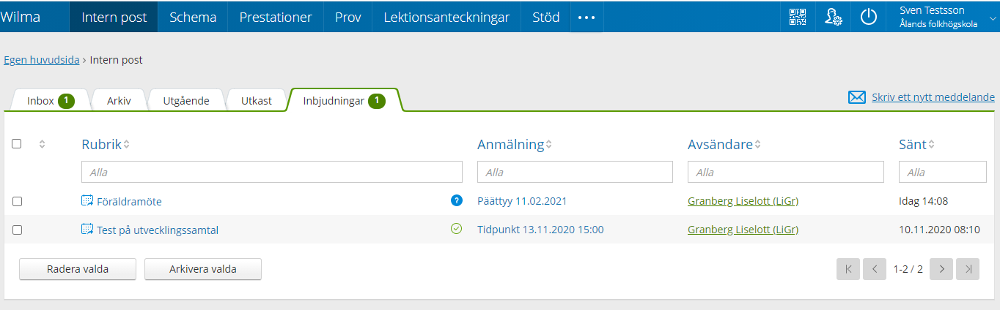 Wilma Intern post Schema Prestationer Prov Lektionsanteckningar Stöd ••• Sven Testsson
Ålands folkhögskola
Egen huvudsida › Intern post
Inbox 1 Arkiv Utgående Utkast Inbjudningar 1 Skriv ett nytt meddelande
Rubrik Anmälning Avsändare Sänt
Alla Alla Alla Alla
Föräldramöte ? Päättyy 11.02.2021 Granberg Liselott (LiGr) Idag 14:08
Test på utvecklingssamtal Tidpunkt 13.11.2020 15:00 Granberg Liselott (LiGr) 10.11.2020 08:10
Radera valda Arkivera valda 1-2 / 2